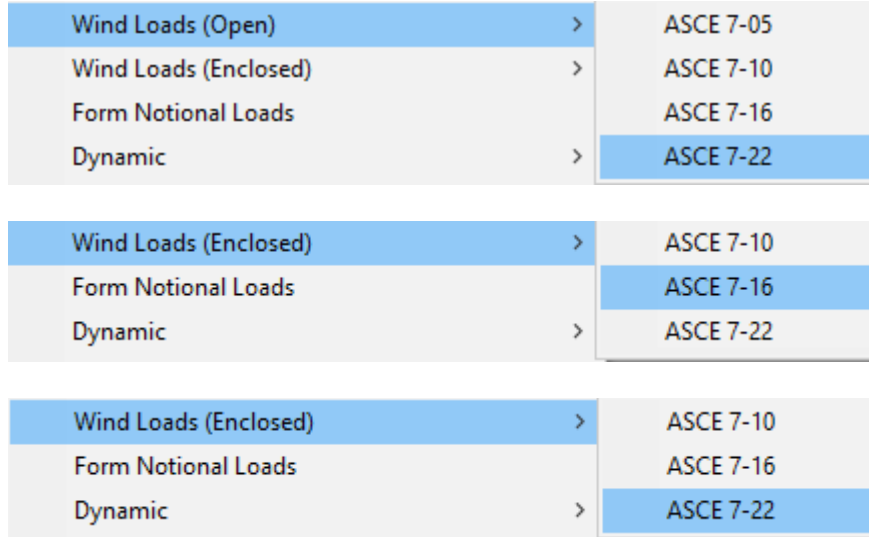 Wind Loads (Open) > ASCE 7-05
Wind Loads (Enclosed) > ASCE 7-10
Form Notional Loads ASCE 7-16
Dynamic > ASCE 7-22
Wind Loads (Enclosed) > ASCE 7-10
Form Notional Loads ASCE 7-16
Dynamic > ASCE 7-22
Wind Loads (Enclosed) > ASCE 7-10
Form Notional Loads ASCE 7-16
Dynamic > ASCE 7-22